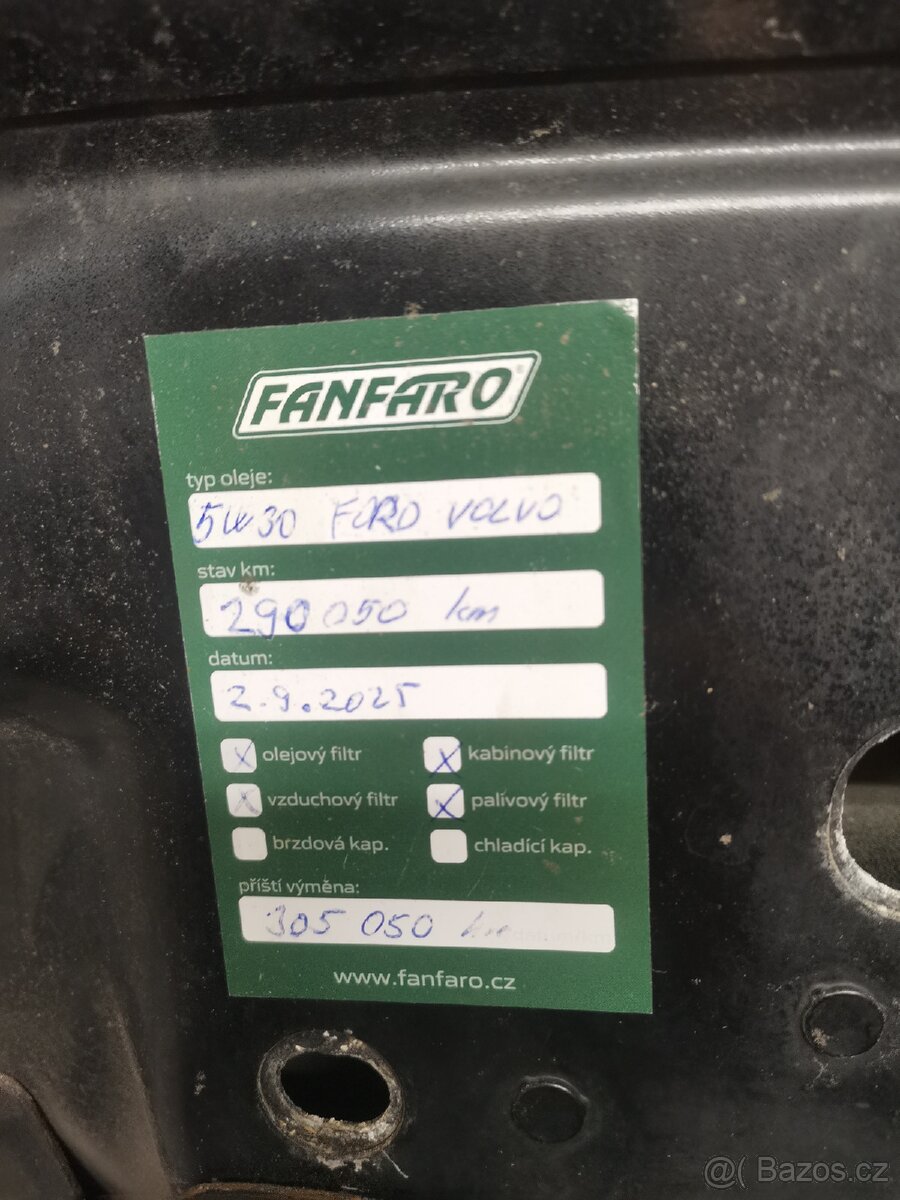 FANFARO
typ oleje:
5W30 FORD VOLVO
stav km:
290 050 km
datum:
2.9.2025
X olejový filtr X kabinový filtr
X vzduchový filtr X palivový filtr
brzdová kap. chladící kap.
příští výměna:
305 050 km
www.fanfaro.cz
@( Bazos.cz